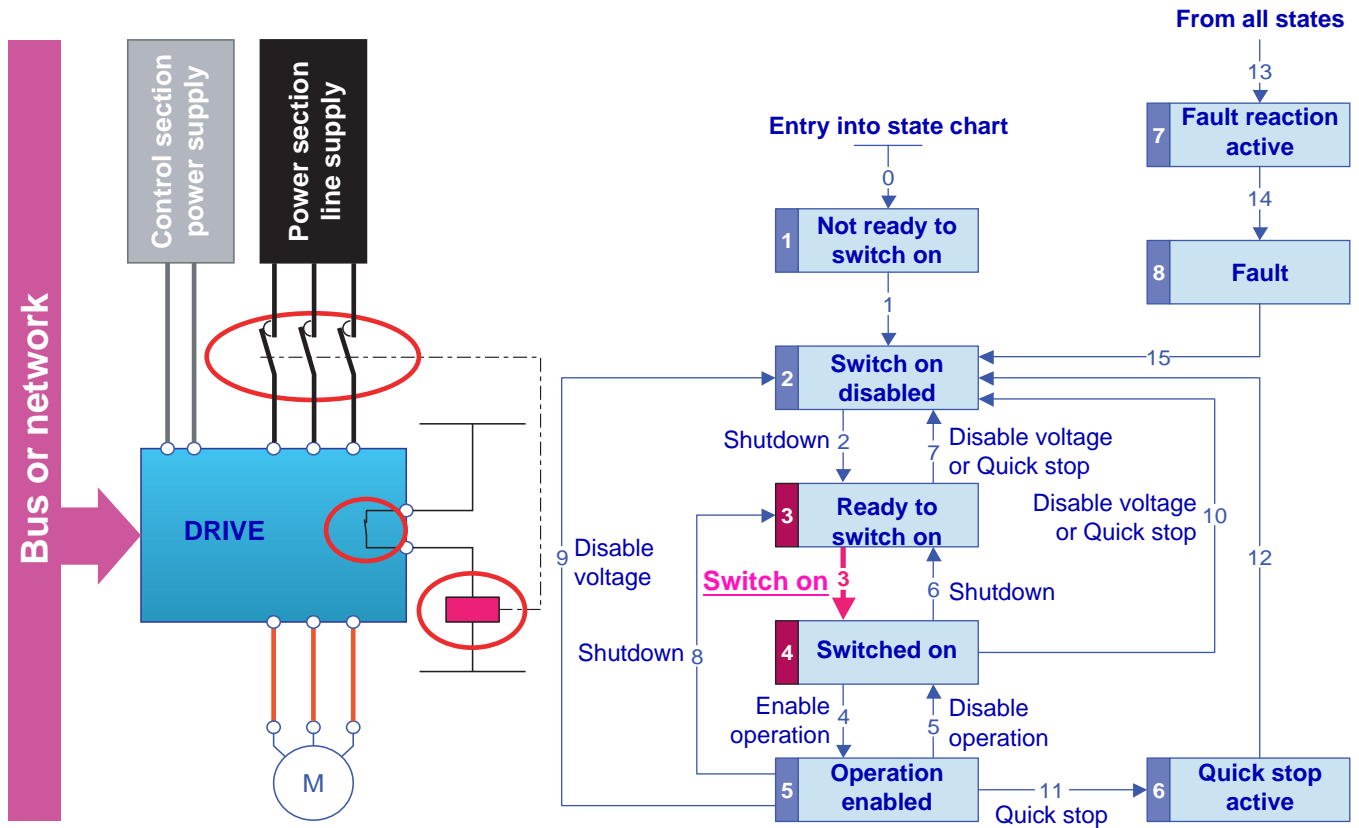 Bus or network
Control section
power supply
Power section
line supply
DRIVE
M
From all states
13
7
Fault reaction
active
14
8
Fault
15
Entry into state chart
0
1
Not ready to
switch on
1
2
Switch on
disabled
Shutdown
2
7
Disable voltage
or Quick stop
3
Ready to
switch on
Switch on
3
6
Shutdown
Disable voltage
or Quick stop
10
12
9
Disable
voltage
4
Switched on
Shutdown
8
Enable
operation
4
5
Disable
operation
5
Operation
enabled
11
Quick stop
6
Quick stop
active